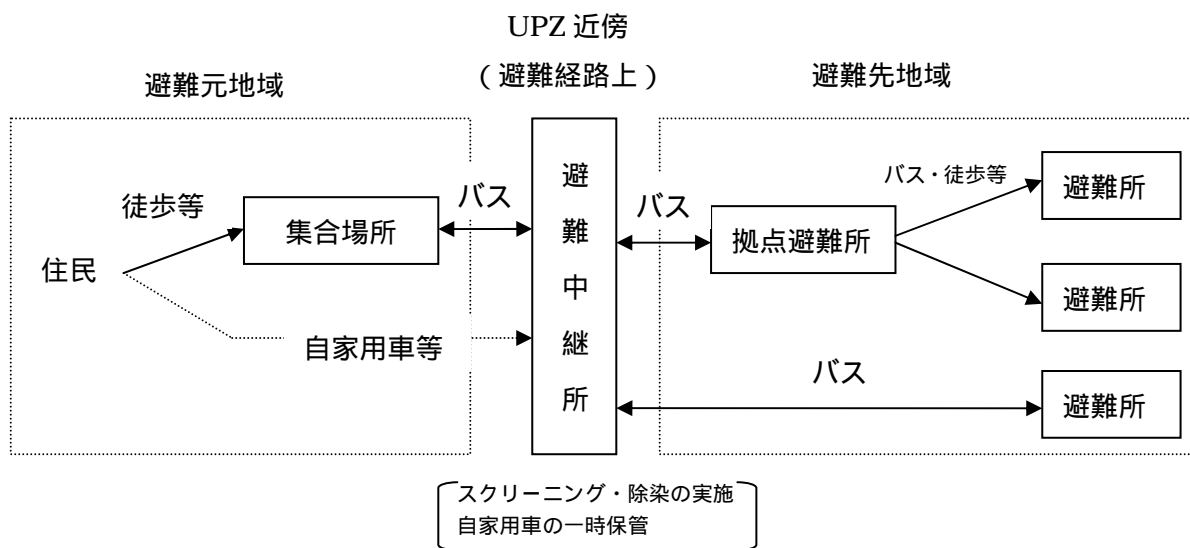 UPZ 近傍
(避難経路上)
避難元地域
避難先地域
徒歩等
集合場所
バス
住民
自家用車等
避難中継所
バス
拠点避難所
バス・徒歩等
避難所
避難所
バス
避難所
スクリーニング・除染の実施
自家用車の一時保管